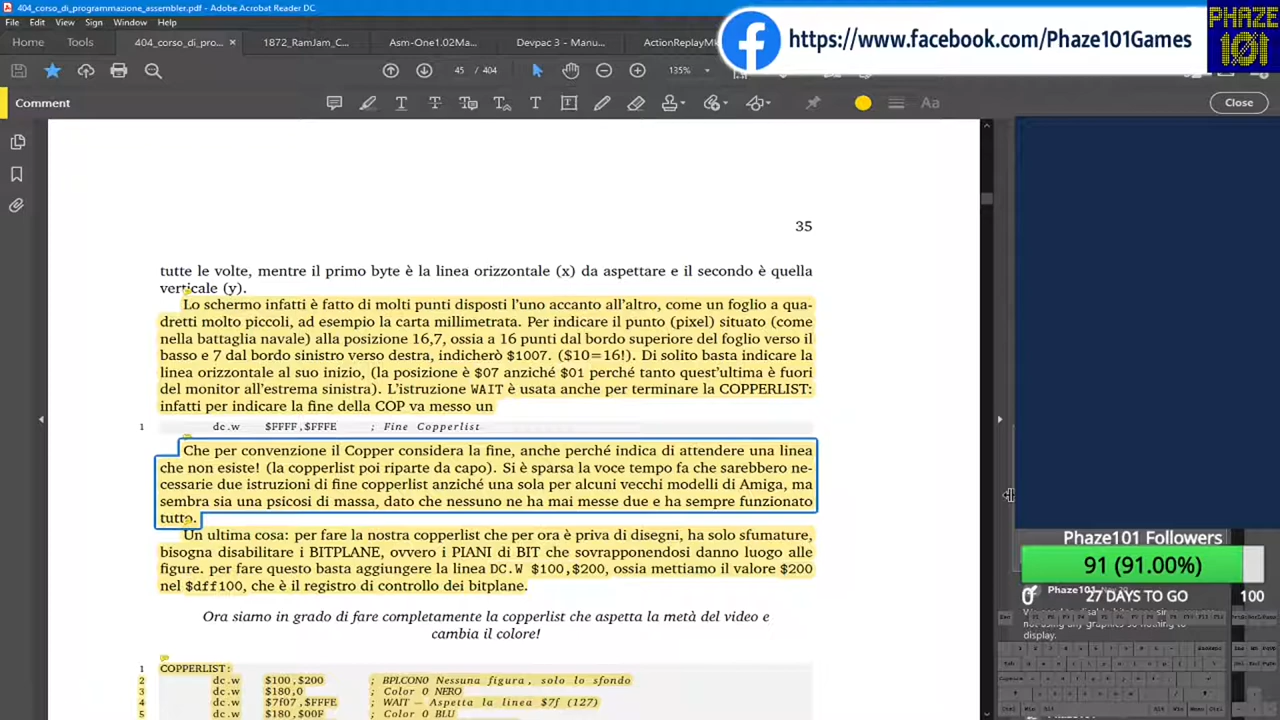 404_corso_di_programmazione_assembler.pdf - Adobe Acrobat Reader DC
File Edit View Sign Window Help
https://www.facebook.com/Phaze101Games
PHAZE
101
Home Tools 404_corso_di_pro... × 1872_RamJam_C... Asm-One1.02Ma... Devpac 3 - Manu... ActionReplayMK
45 / 404 135%
Comment
Close
35
tutte le volte, mentre il primo byte è la linea orizzontale (x) da aspettare e il secondo è quella
verticale (y).
Lo schermo infatti è fatto di molti punti disposti l'uno accanto all'altro, come un foglio a qua-
dretti molto piccoli, ad esempio la carta millimetrata. Per indicare il punto (pixel) situato (come
nella battaglia navale) alla posizione 16,7, ossia a 16 punti dal bordo superiore del foglio verso il
basso e 7 dal bordo sinistro verso destra, indicherò $1007. ($10=16!). Di solito basta indicare la
linea orizzontale al suo inizio, (la posizione è $07 anziché $01 perché tanto quest'ultima è fuori
del monitor all'estrema sinistra). L'istruzione WAIT è usata anche per terminare la COPPERLIST:
infatti per indicare la fine della COP va messo un
1 dc.w $FFFF,$FFFE ; Fine Copperlist
Che per convenzione il Copper considera la fine, anche perché indica di attendere una linea
che non esiste! (la copperlist poi riparte da capo). Si è sparsa la voce tempo fa che sarebbero ne-
cessarie due istruzioni di fine copperlist anziché una sola per alcuni vecchi modelli di Amiga, ma
sembra sia una psicosi di massa, dato che nessuno ne ha mai messe due e ha sempre funzionato
tutto.
Un ultima cosa: per fare la nostra copperlist che per ora è priva di disegni, ha solo sfumature,
bisogna disabilitare i BITPLANE, ovvero i PIANI di BIT che sovrapponendosi danno luogo alle
figure. per fare questo basta aggiungere la linea DC.W $100,$200, ossia mettiamo il valore $200
nel $dff100, che è il registro di controllo dei bitplane.
Ora siamo in grado di fare completamente la copperlist che aspetta la metà del video e
cambia il colore!
1 COPPERLIST:
2 dc.w $100,$200 ; BPLCON0 Nessuna figura, solo lo sfondo
3 dc.w $180,0 ; Color 0 NERO
4 dc.w $7f07,$FFFE ; WAIT — Aspetta la linea $7f (127)
5 dc.w $180,$00F ; Color 0 BLU
Phaze101 Followers
91 (91.00%)
0 27 DAYS TO GO 100
Phaze101
display.